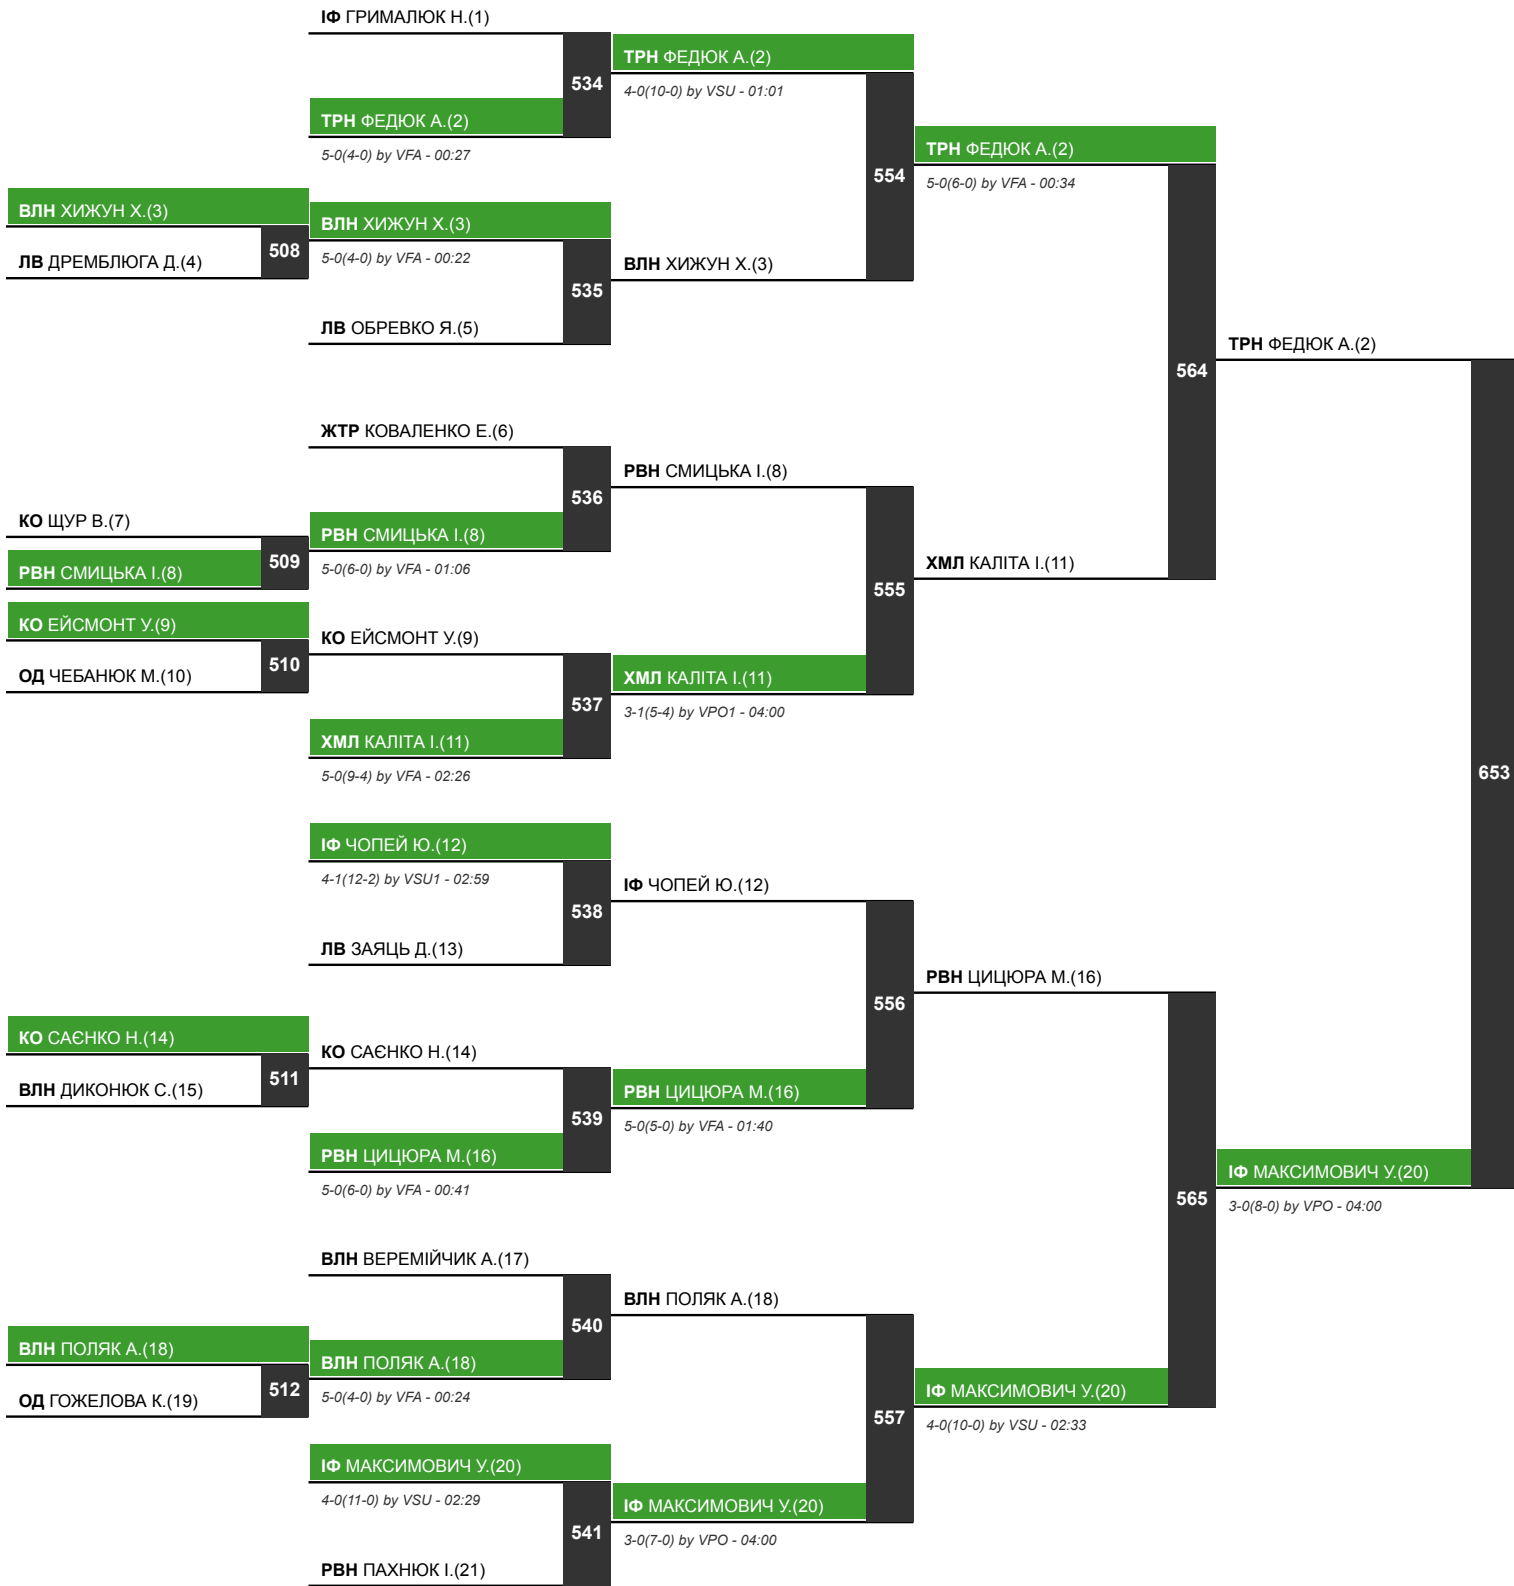 ІФ ГРИМАЛЮК Н.(1)
534
ТРН ФЕДЮК А.(2)
4-0(10-0) by VSU - 01:01
ТРН ФЕДЮК А.(2)
5-0(4-0) by VFA - 00:27
554
ТРН ФЕДЮК А.(2)
5-0(6-0) by VFA - 00:34
ВЛН ХИЖУН Х.(3)
508
ЛВ ДРЕМБЛЮГА Д.(4)
ВЛН ХИЖУН Х.(3)
5-0(4-0) by VFA - 00:22
535
ВЛН ХИЖУН Х.(3)
ЛВ ОБРЕВКО Я.(5)
564
ТРН ФЕДЮК А.(2)
ЖТР КОВАЛЕНКО Е.(6)
536
РВН СМИЦЬКА І.(8)
КО ЩУР В.(7)
509
РВН СМИЦЬКА І.(8)
РВН СМИЦЬКА І.(8)
5-0(6-0) by VFA - 01:06
555
ХМЛ КАЛІТА І.(11)
КО ЕЙСМОНТ У.(9)
510
ОД ЧЕБАНЮК М.(10)
КО ЕЙСМОНТ У.(9)
537
ХМЛ КАЛІТА І.(11)
3-1(5-4) by VPO1 - 04:00
ХМЛ КАЛІТА І.(11)
5-0(9-4) by VFA - 02:26
653
ІФ ЧОПЕЙ Ю.(12)
4-1(12-2) by VSU1 - 02:59
538
ІФ ЧОПЕЙ Ю.(12)
ЛВ ЗАЯЦЬ Д.(13)
556
РВН ЦИЦЮРА М.(16)
КО САЄНКО Н.(14)
511
ВЛН ДИКОНЮК С.(15)
КО САЄНКО Н.(14)
539
РВН ЦИЦЮРА М.(16)
5-0(5-0) by VFA - 01:40
РВН ЦИЦЮРА М.(16)
5-0(6-0) by VFA - 00:41
565
ІФ МАКСИМОВИЧ У.(20)
3-0(8-0) by VPO - 04:00
ВЛН ВЕРЕМІЙЧИК А.(17)
540
ВЛН ПОЛЯК А.(18)
ВЛН ПОЛЯК А.(18)
512
ОД ГОЖЕЛОВА К.(19)
ВЛН ПОЛЯК А.(18)
5-0(4-0) by VFA - 00:24
557
ІФ МАКСИМОВИЧ У.(20)
4-0(10-0) by VSU - 02:33
ІФ МАКСИМОВИЧ У.(20)
4-0(11-0) by VSU - 02:29
541
ІФ МАКСИМОВИЧ У.(20)
3-0(7-0) by VPO - 04:00
РВН ПАХНЮК І.(21)